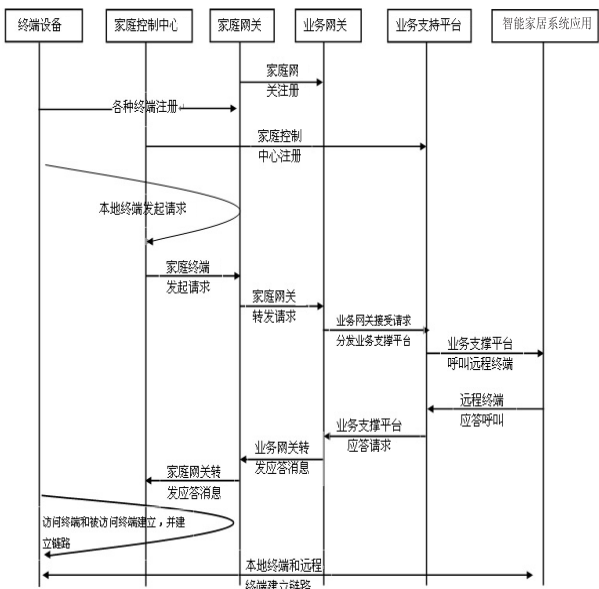 终端设备 家庭控制中心 家庭网关 业务网关 业务支持平台 智能家居系统应用
家庭网
关注册
各种终端注册
家庭控制
中心注册
本地终端发起请求
家庭终端
发起请求
家庭网关
转发请求
业务网关接受请求
分发业务支撑平台
业务支撑平台
呼叫远程终端
远程终端
应答呼叫
业务支撑平台
应答请求
业务网关转
发应答消息
家庭网关转
发应答消息
访问终端和被访问终端建立，并建
立链路
本地终端和远程
终端建立链路